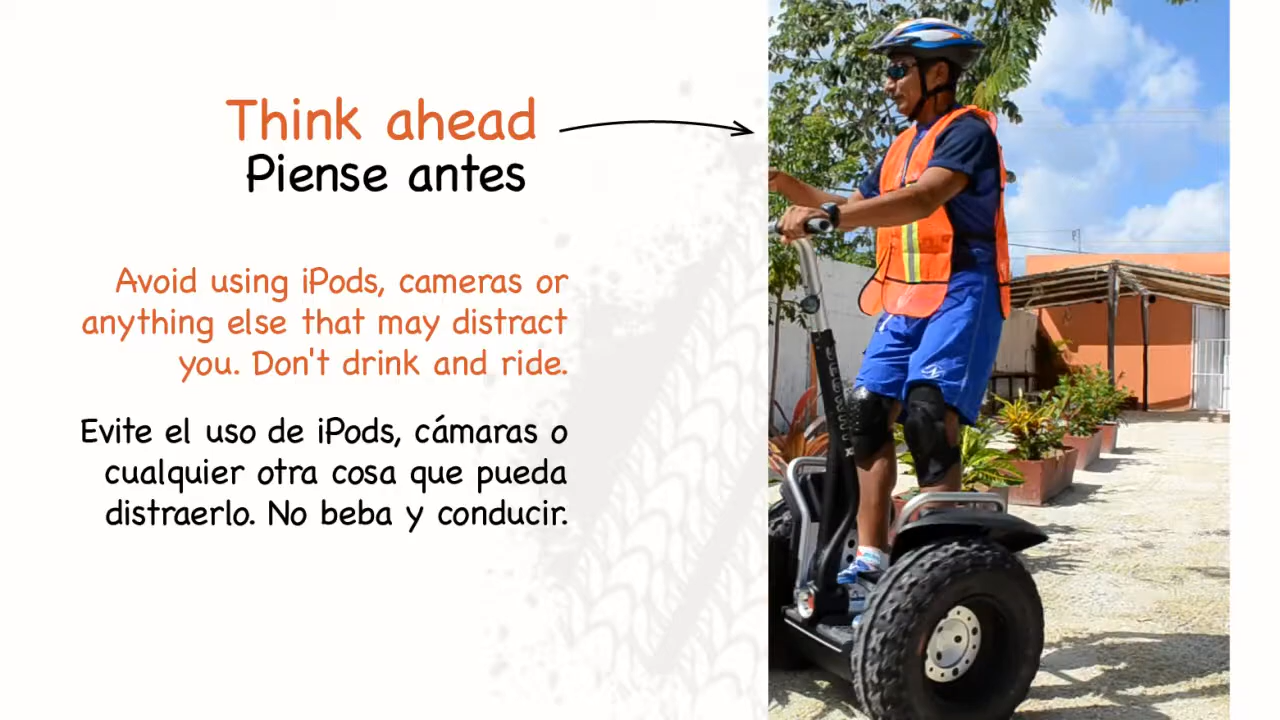 Think ahead
Piense antes
Avoid using iPods, cameras or
anything else that may distract
you. Don't drink and ride.
Evite el uso de iPods, cámaras o
cualquier otra cosa que pueda
distraerlo. No beba y conducir.